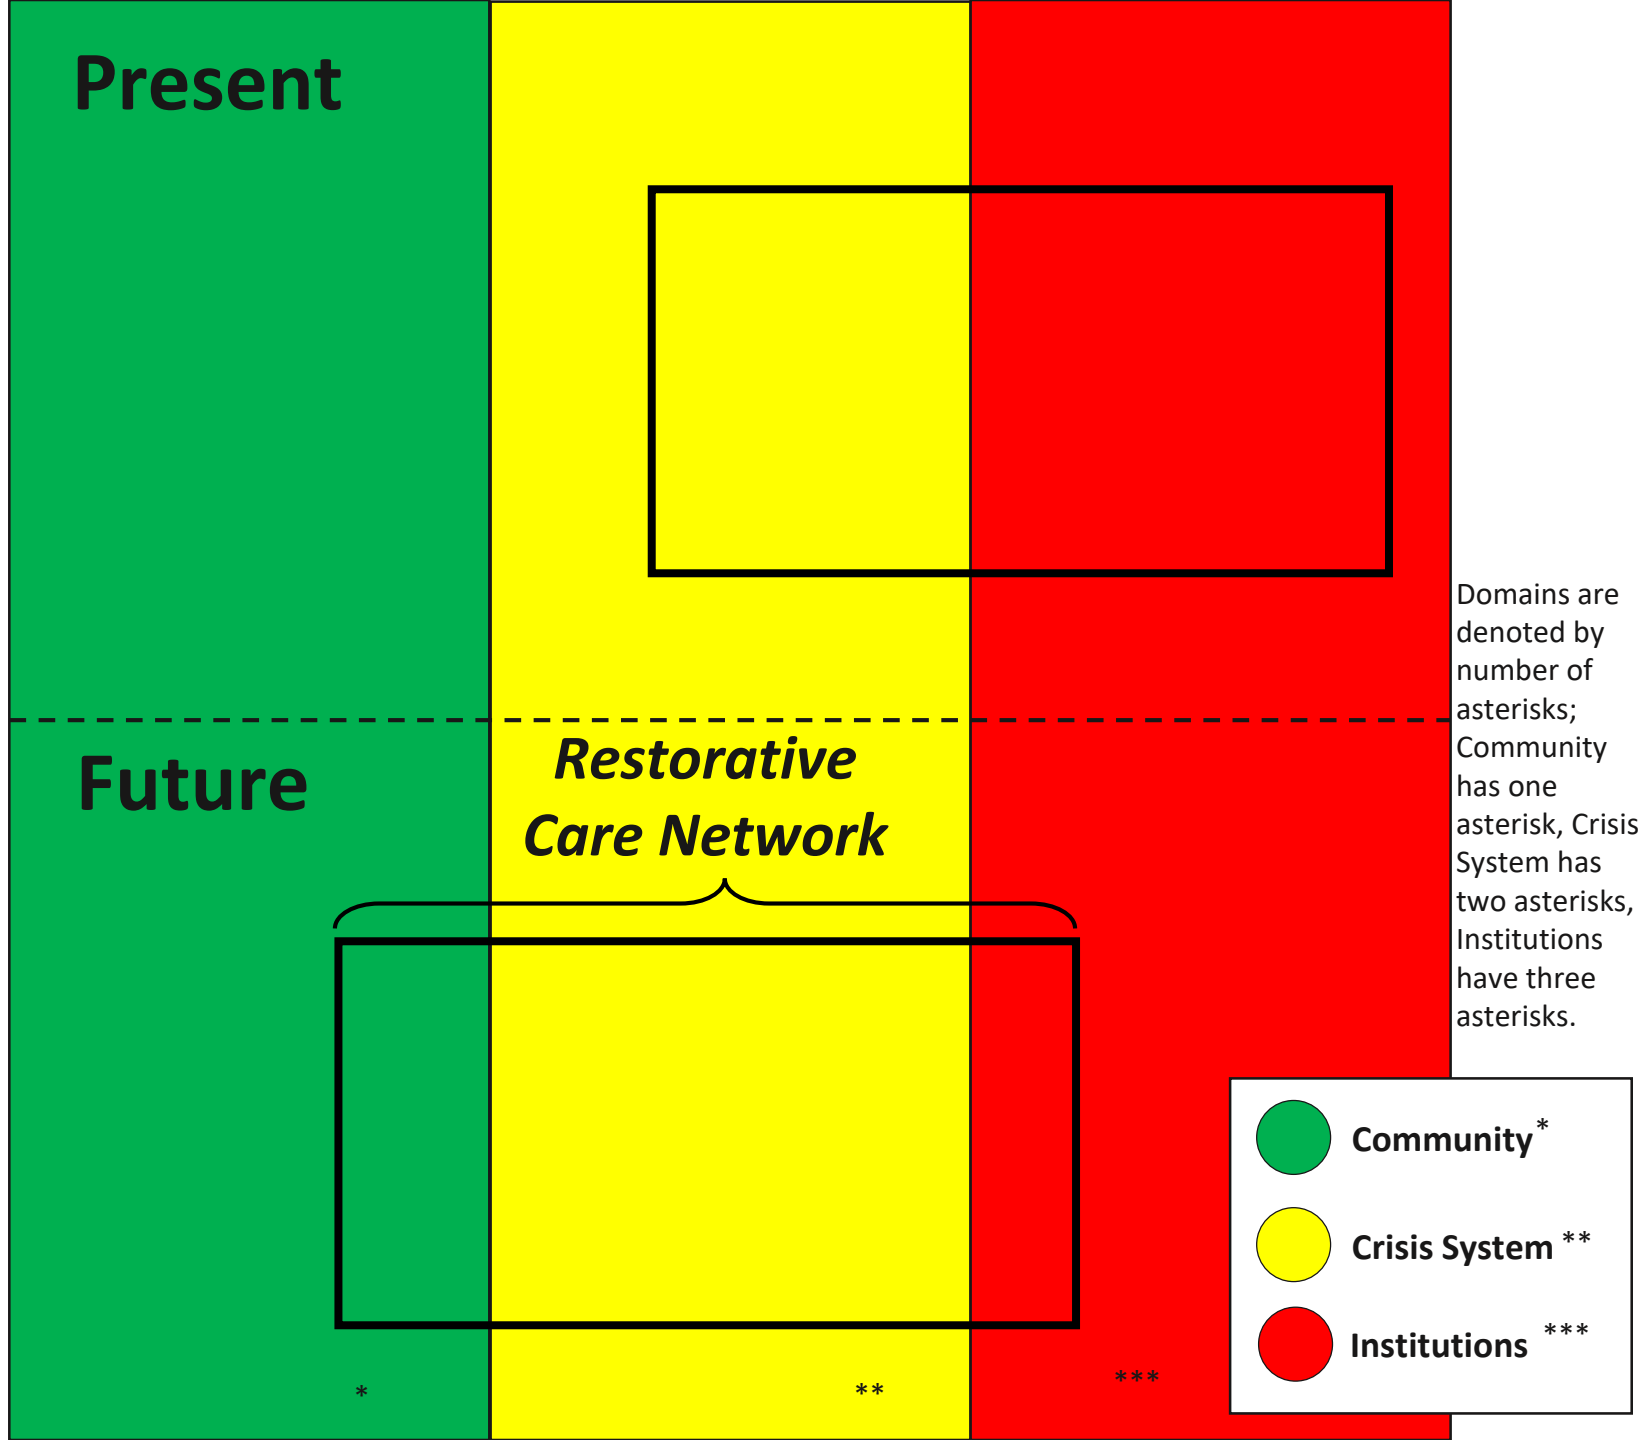 Present
Future
Restorative
Care Network
Domains are
denoted by
number of
asterisks;
Community
has one
asterisk, Crisis
System has
two asterisks,
Institutions
have three
asterisks.
Community*
Crisis System **
Institutions ***
*
**
***